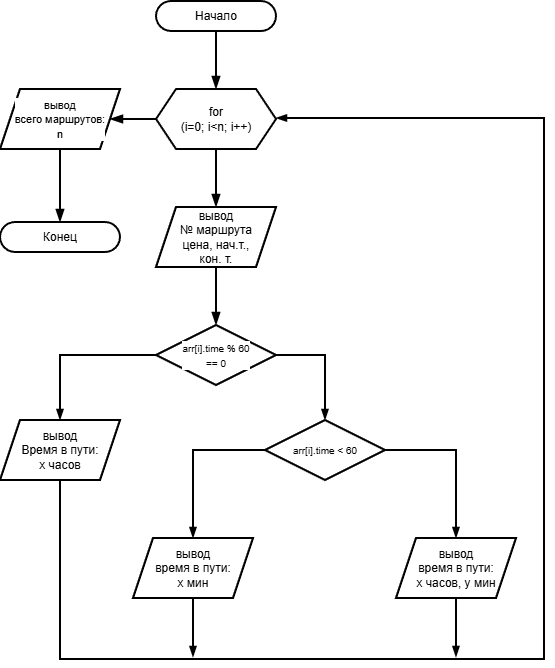 Начало
for
(i=0; i<n; i++)
вывод
всего маршрутов:
n
Конец
вывод
№ маршрута
цена, нач.т.,
кон. т.
arr[i].time % 60
== 0
вывод
Время в пути:
x часов
arr[i].time < 60
вывод
время в пути:
x мин
вывод
время в пути:
x часов, y мин